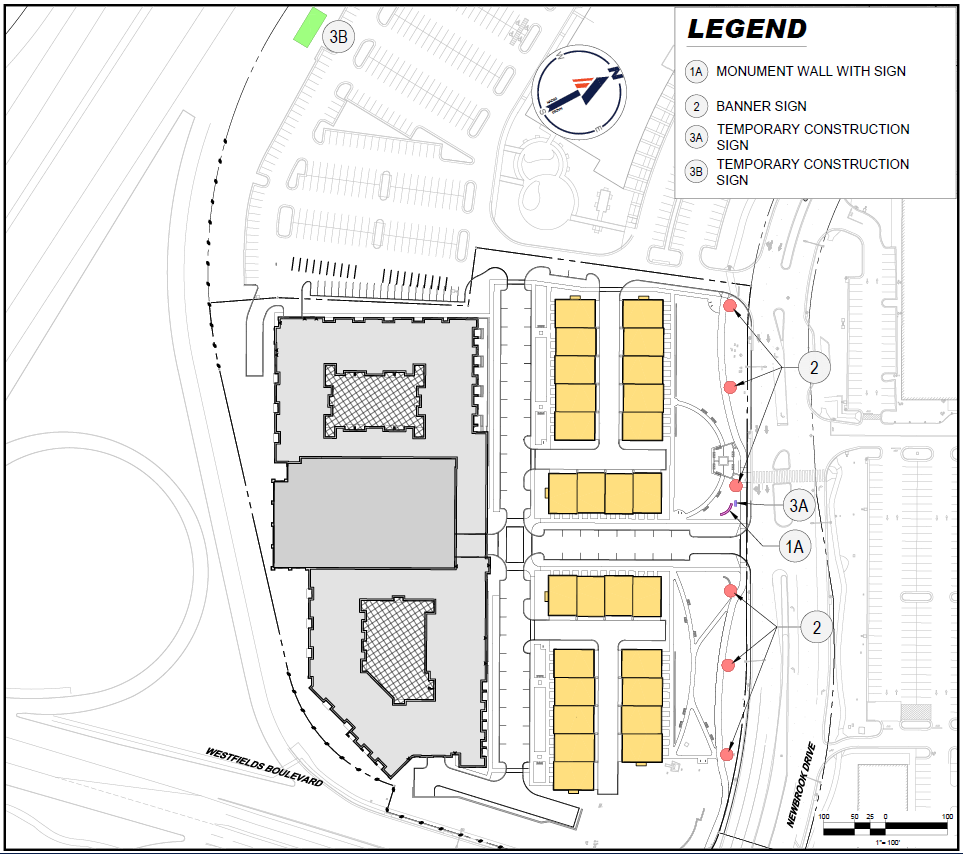 3B
LEGEND
1A MONUMENT WALL WITH SIGN
2 BANNER SIGN
3A TEMPORARY CONSTRUCTION
SIGN
3B TEMPORARY CONSTRUCTION
SIGN
N
W
S
E
2
3A
1A
2
WESTFIELDS BOULEVARD
NEWBROOK DRIVE
100 50 25 0 100
1"= 100'